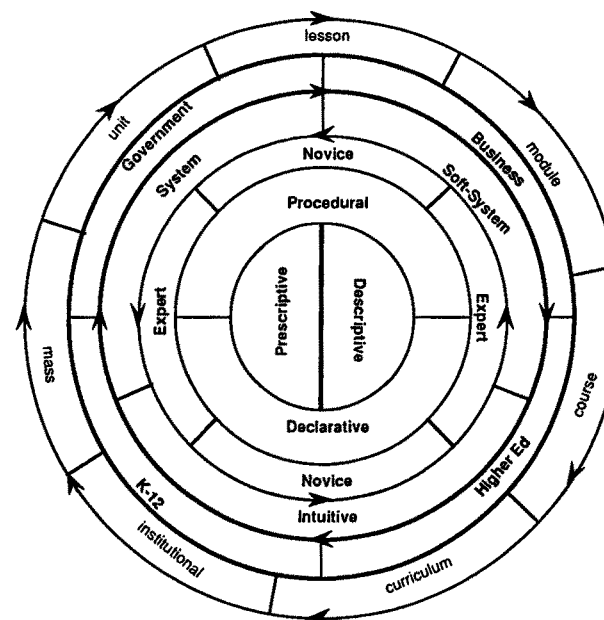 lesson
unit
Government
Business
module
System
Novice
Soft-System
Procedural
Expert
Prescriptive
Descriptive
Expert
mass
course
Declarative
Novice
K-12
Higher Ed
Intuitive
institutional
curriculum